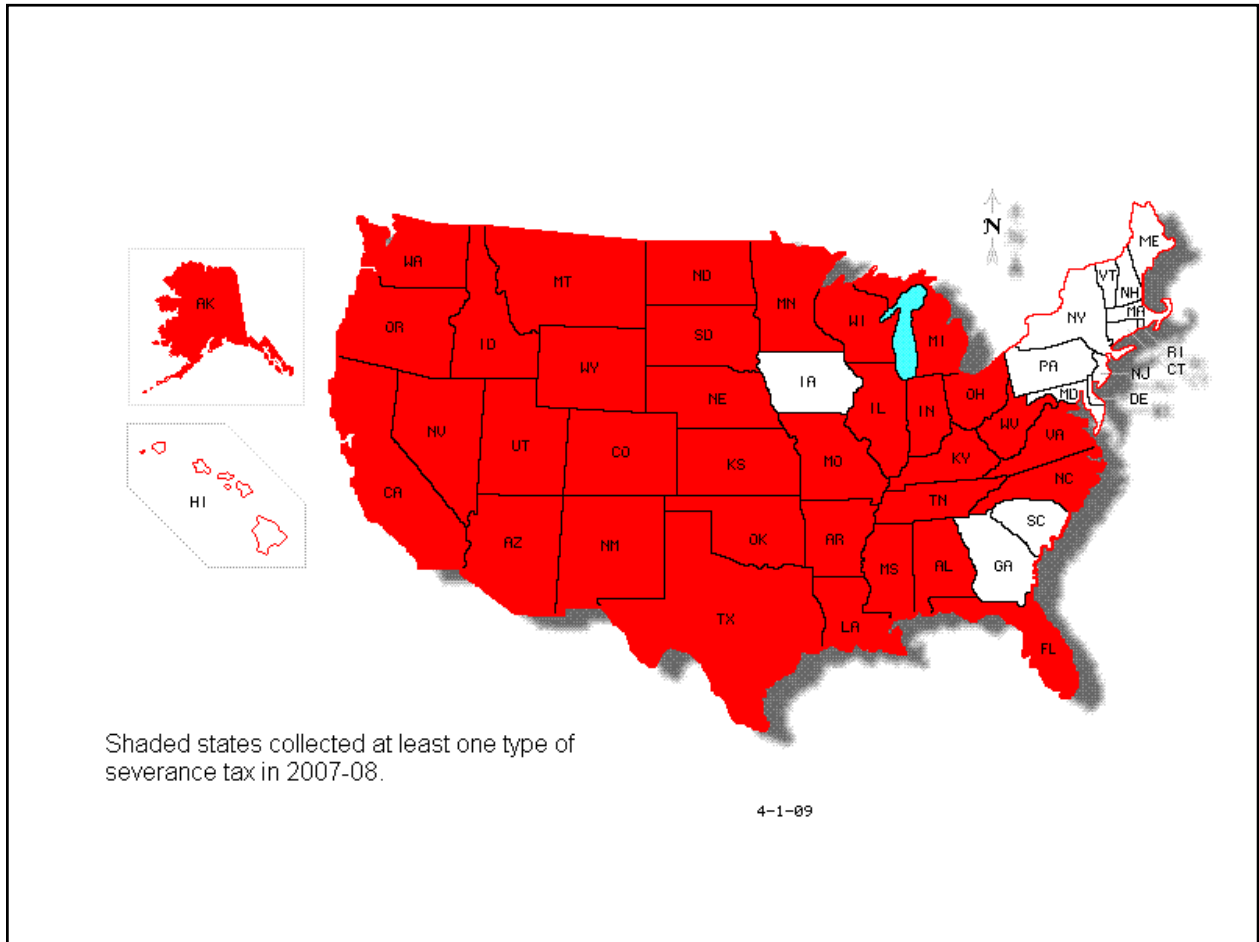 N
ME
WA
VT
MT
ND
NH
AK
MN
MA
OR
NY
WI
ID
SD
MI
RI
PA
CT
WY
NJ
IA
OH
MD
DE
NE
IL
IN
NV
UT
WV
VA
CO
MO
KY
KS
NC
CA
HI
TN
SC
OK
AR
AZ
NM
GA
MS
AL
TX
LA
FL
Shaded states collected at least one type of
severance tax in 2007-08.
4-1-09